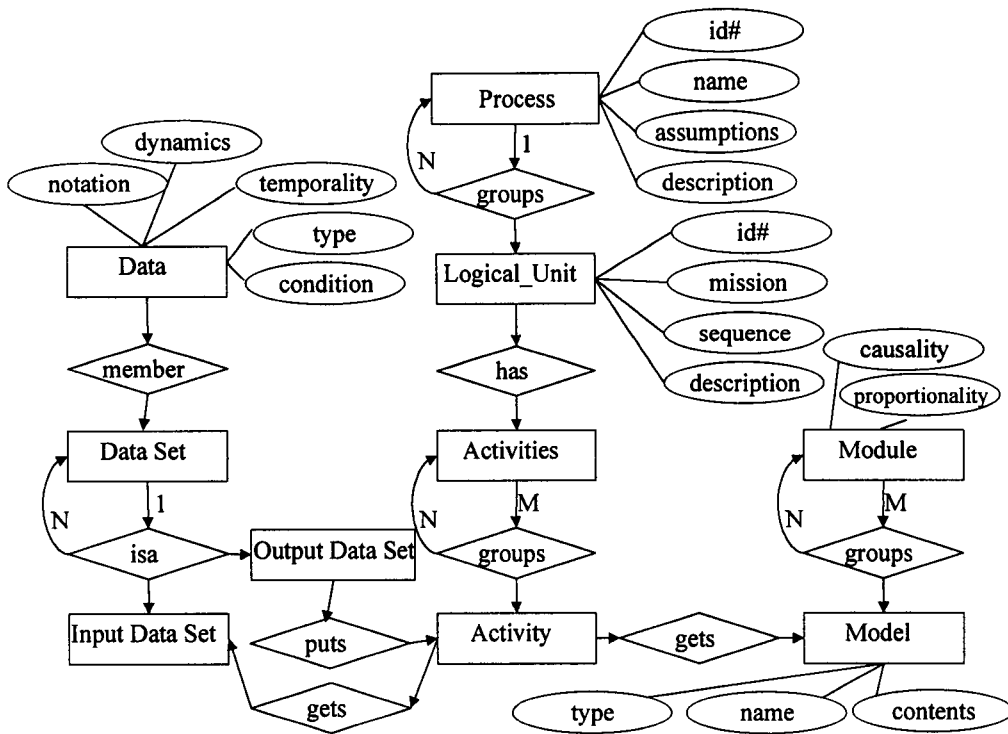 id#
Process
name
dynamics
1
assumptions
N
notation
temporality
groups
description
type
id#
Data
Logical_Unit
condition
mission
sequence
causality
member
has
description
proportionality
Data Set
Activities
Module
1
M
M
N
N
N
isa
Output Data Set
groups
groups
Input Data Set
puts
Activity
gets
Model
gets
type
name
contents